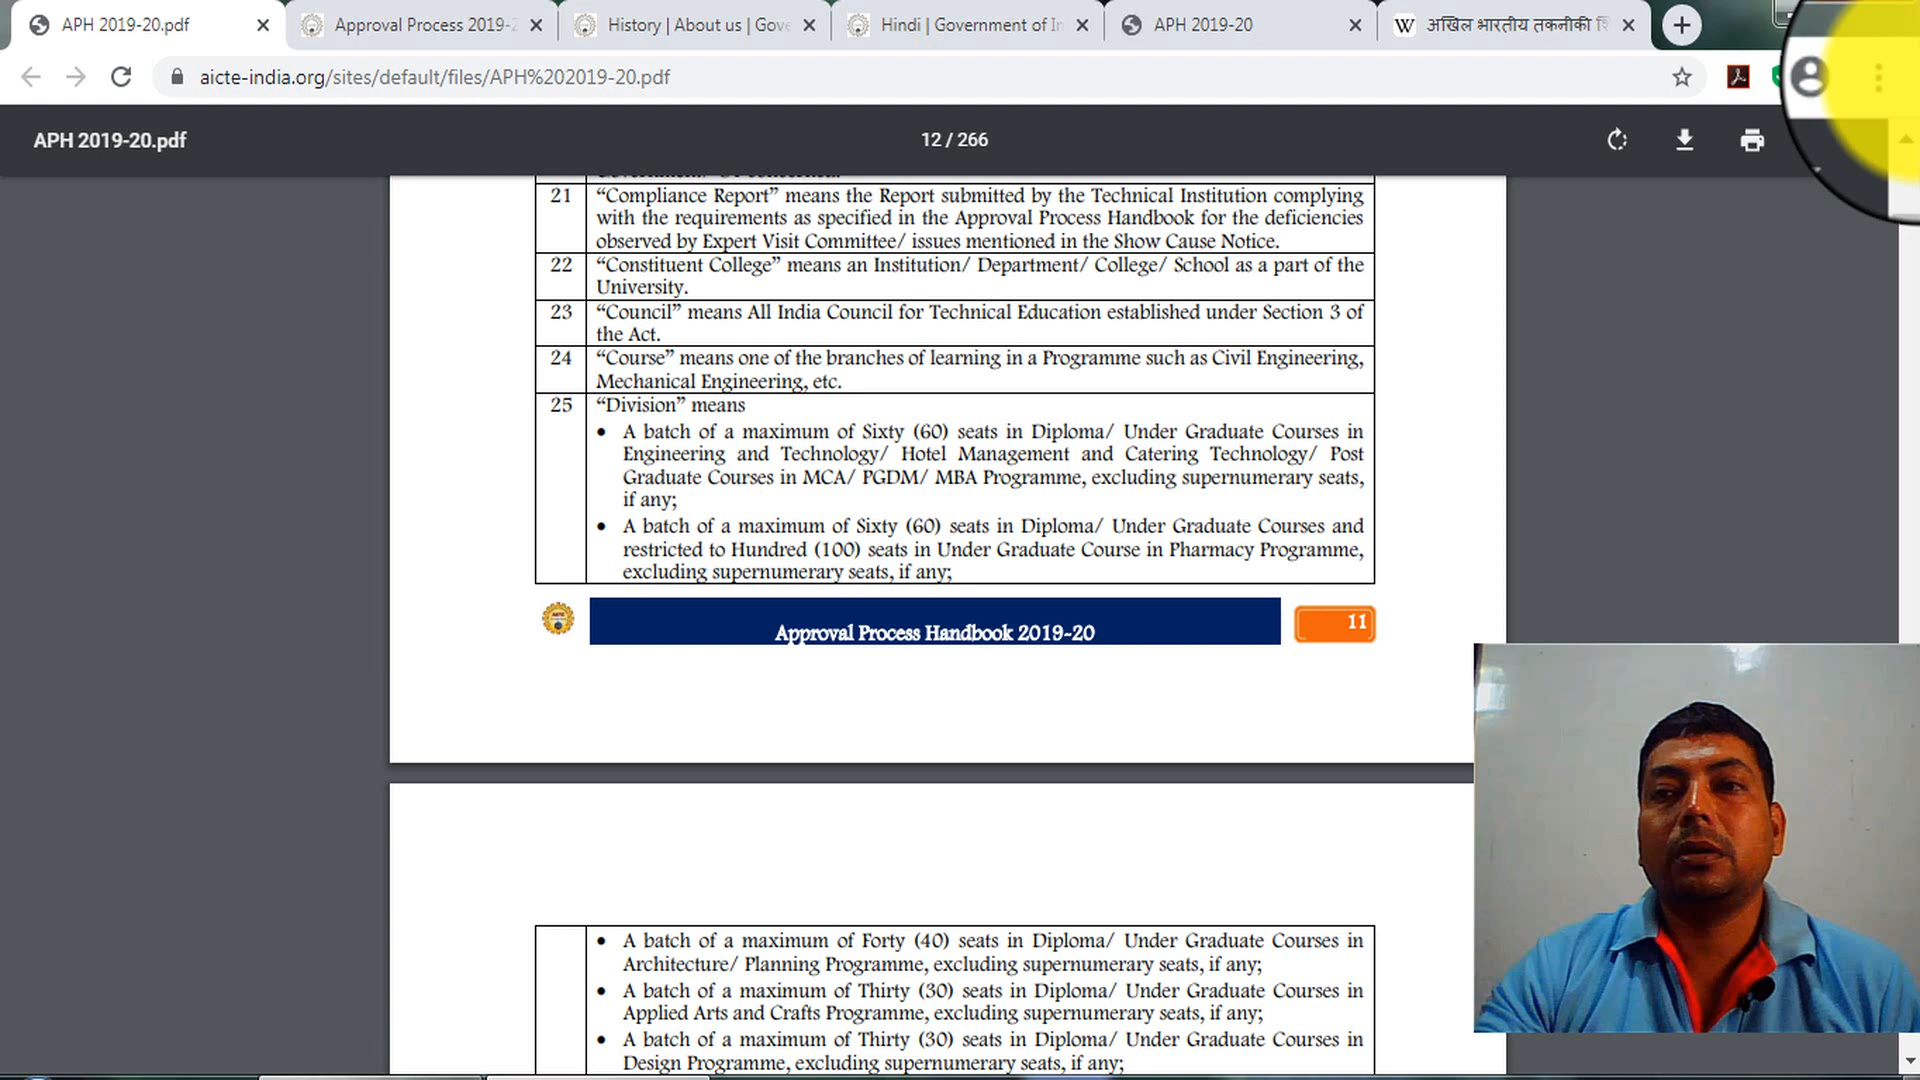 APH 2019-20.pdf
Approval Process 2019-2
History | About us | Gove
Hindi | Government of In
APH 2019-20
अखिल भारतीय तकनीकी शि
aicte-india.org/sites/default/files/APH%202019-20.pdf
APH 2019-20.pdf
12 / 266
21 “Compliance Report” means the Report submitted by the Technical Institution complying
with the requirements as specified in the Approval Process Handbook for the deficiencies
observed by Expert Visit Committee/ issues mentioned in the Show Cause Notice.
22 “Constituent College” means an Institution/ Department/ College/ School as a part of the
University.
23 “Council” means All India Council for Technical Education established under Section 3 of
the Act.
24 “Course” means one of the branches of learning in a Programme such as Civil Engineering,
Mechanical Engineering, etc.
25 “Division” means
• A batch of a maximum of Sixty (60) seats in Diploma/ Under Graduate Courses in
Engineering and Technology/ Hotel Management and Catering Technology/ Post
Graduate Courses in MCA/ PGDM/ MBA Programme, excluding supernumerary seats,
if any;
• A batch of a maximum of Sixty (60) seats in Diploma/ Under Graduate Courses and
restricted to Hundred (100) seats in Under Graduate Course in Pharmacy Programme,
excluding supernumerary seats, if any;
Approval Process Handbook 2019-20
11
• A batch of a maximum of Forty (40) seats in Diploma/ Under Graduate Courses in
Architecture/ Planning Programme, excluding supernumerary seats, if any;
• A batch of a maximum of Thirty (30) seats in Diploma/ Under Graduate Courses in
Applied Arts and Crafts Programme, excluding supernumerary seats, if any;
• A batch of a maximum of Thirty (30) seats in Diploma/ Under Graduate Courses in
Design Programme, excluding supernumerary seats, if any;